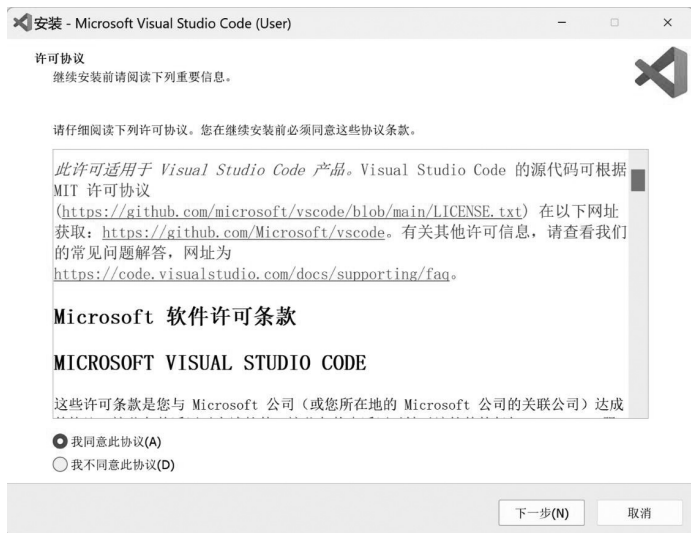 安装 - Microsoft Visual Studio Code (User)
许可协议
继续安装前请阅读下列重要信息。
请仔细阅读下列许可协议。您在继续安装前必须同意这些协议条款。
此许可适用于 Visual Studio Code 产品。Visual Studio Code 的源代码可根据
MIT 许可协议
(https://github.com/microsoft/vscode/blob/main/LICENSE.txt) 在以下网址
获取：https://github.com/Microsoft/vscode。有关其他许可信息，请查看我们
的常见问题解答，网址为
https://code.visualstudio.com/docs/supporting/faq。
Microsoft 软件许可条款
MICROSOFT VISUAL STUDIO CODE
这些许可条款是您与 Microsoft 公司（或您所在地的 Microsoft 公司的关联公司）达成
我同意此协议(A)
我不同意此协议(D)
下一步(N)
取消